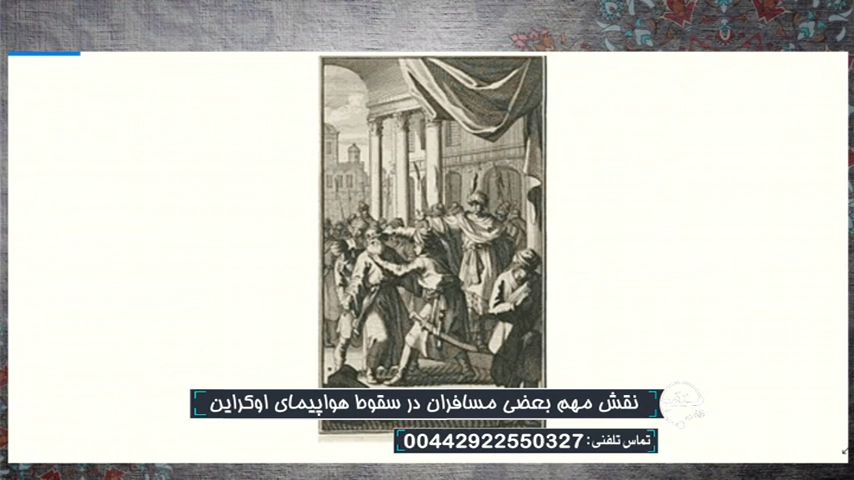 نقش مهم بعضی مسافران در سقوط هواپیمای اوکراین
تماس تلفنی: 00442922550327